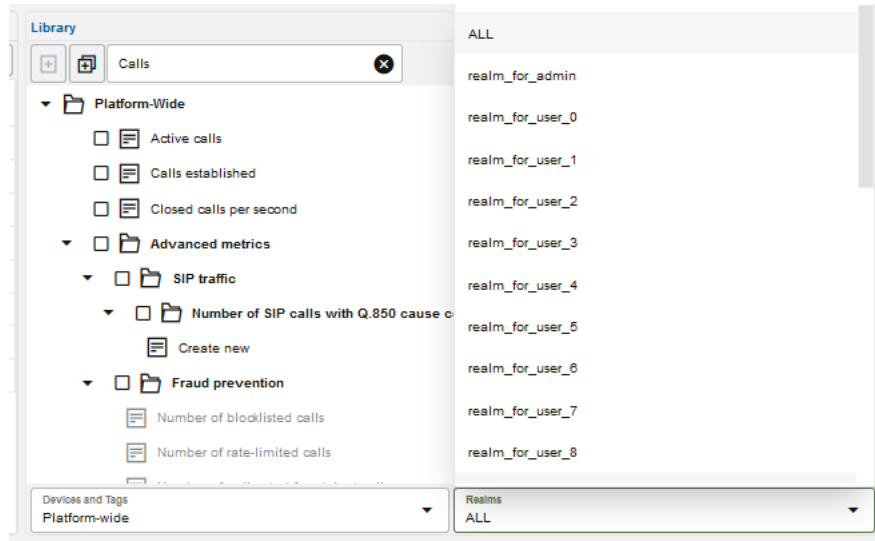 Library
Calls
Platform-Wide
Active calls
Calls established
Closed calls per second
Advanced metrics
SIP traffic
Number of SIP calls with Q.850 cause
Create new
Fraud prevention
Number of blocklisted calls
Number of rate-limited calls
Devices and Tags
Platform-wide
ALL
realm_for_admin
realm_for_user_0
realm_for_user_1
realm_for_user_2
realm_for_user_3
realm_for_user_4
realm_for_user_5
realm_for_user_6
realm_for_user_7
realm_for_user_8
Realms
ALL